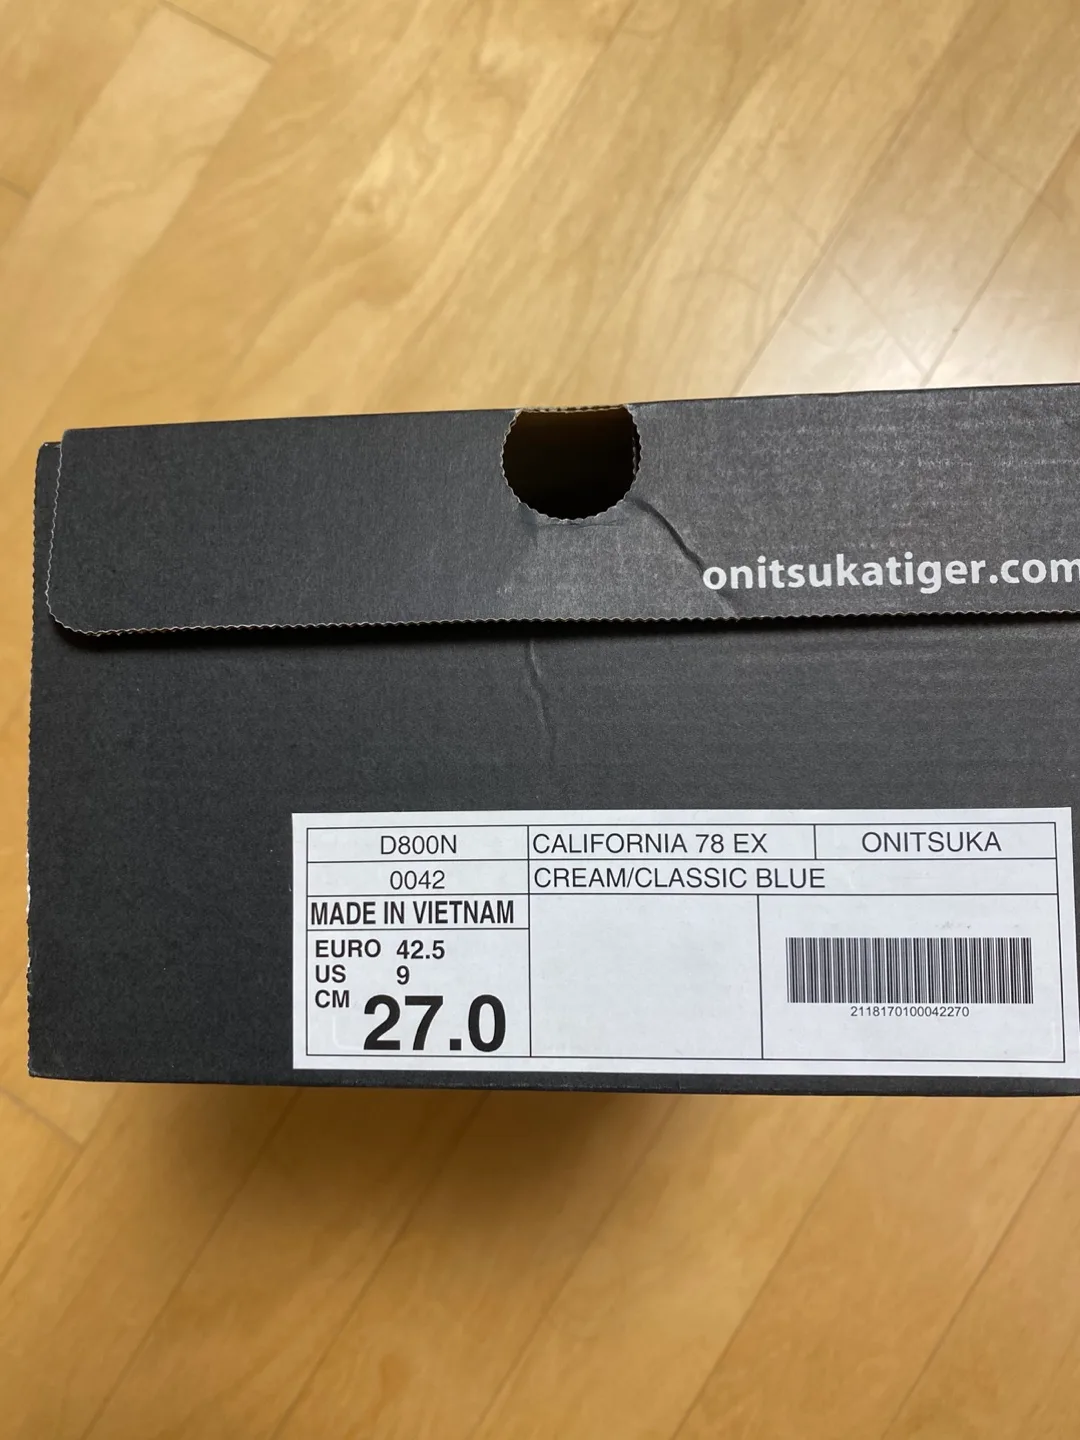 onitsukatiger.com
D800N CALIFORNIA 78 EX ONITSUKA
0042 CREAM/CLASSIC BLUE
MADE IN VIETNAM
EURO 42.5
US 9
CM 27.0
2118170100042270